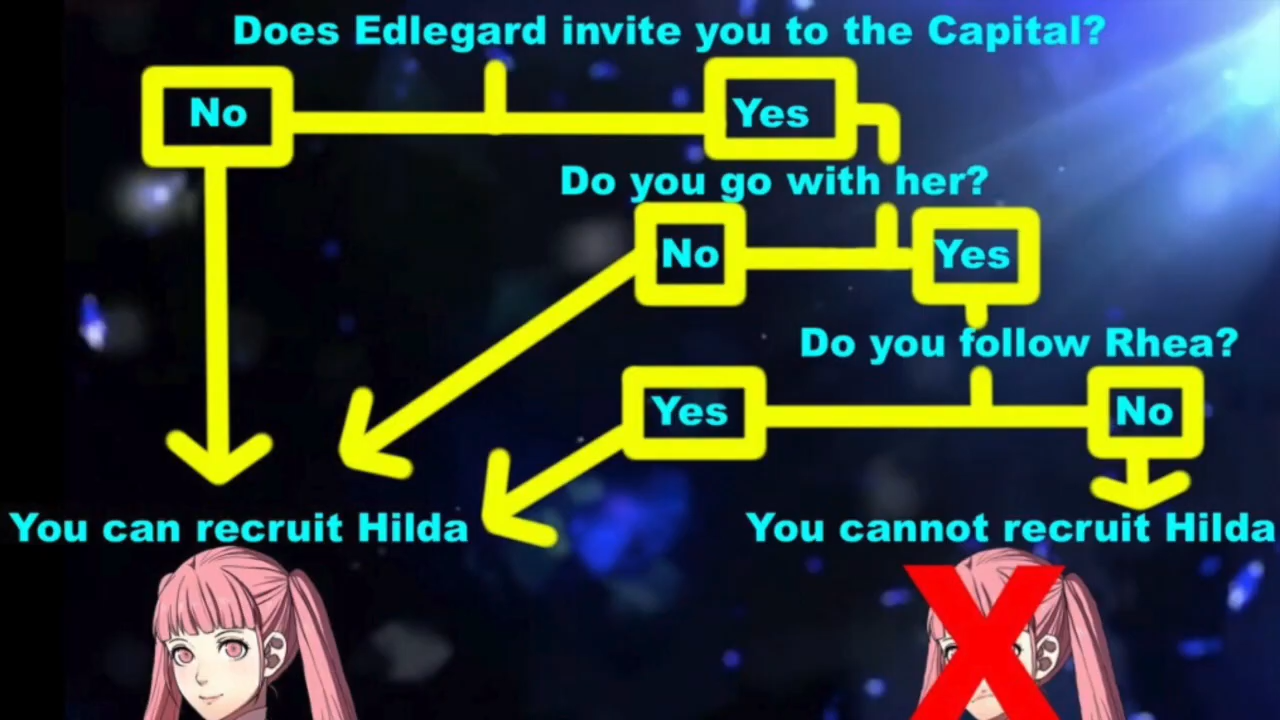 Does Edlegard invite you to the Capital?
No
Yes
Do you go with her?
No
Yes
Do you follow Rhea?
Yes
No
You can recruit Hilda
You cannot recruit Hilda